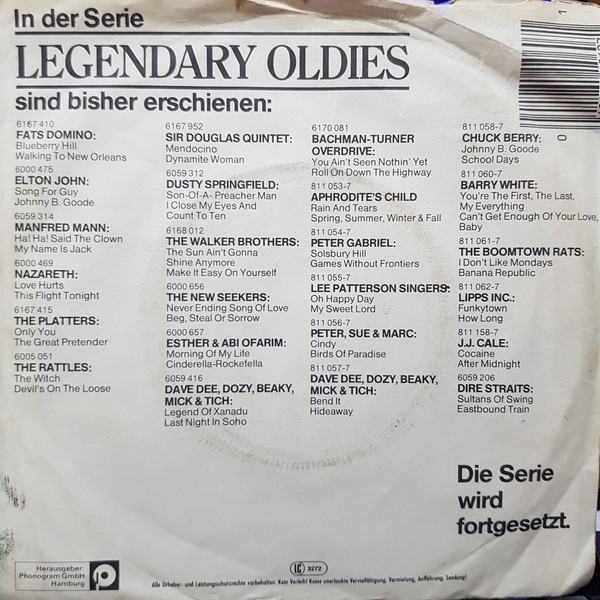 In der Serie
LEGENDARY OLDIES
sind bisher erschienen:
6167 410
FATS DOMINO:
Blueberry Hill
Walking To New Orleans
6000 475
ELTON JOHN:
Song For Guy
Johnny B. Goode
6059 314
MANFRED MANN:
Ha! Ha! Said The Clown
My Name is Jack
6000 469
NAZARETH:
Love Hurts
This Flight Tonight
6167 415
THE PLATTERS:
Only You
The Great Pretender
6005 051
THE RATTLES:
The Witch
Devil's On The Loose
6167 952
SIR DOUGLAS QUINTET:
Mendocino
Dynamite Woman
6059 312
DUSTY SPRINGFIELD:
Son-Of-A- Preacher Man
I Close My Eyes And
Count To Ten
6168 012
THE WALKER BROTHERS:
The Sun Ain't Gonna
Shine Anymore
Make It Easy On Yourself
6000 656
THE NEW SEEKERS:
Never Ending Song Of Love
Beg, Steal Or Sorrow
6000 657
ESTHER & ABI OFARIM:
Morning Of My Life
Cinderella-Rockefella
6059 416
DAVE DEE, DOZY, BEAKY,
MICK & TICH:
Legend Of Xanadu
Last Night In Soho
6170 081
BACHMAN-TURNER
OVERDRIVE:
You Ain't Seen Nothin' Yet
Roll On Down The Highway
811 053-7
APHRODITE'S CHILD
Rain And Tears
Spring, Summer, Winter & Fall
811 054-7
PETER GABRIEL:
Solsbury Hill
Games Without Frontiers
811 055-7
LEE PATTERSON SINGERS:
Oh Happy Day
My Sweet Lord
811 056-7
PETER, SUE & MARC:
Cindy
Birds Of Paradise
811 057-7
DAVE DEE, DOZY, BEAKY,
MICK & TICH:
Bend It
Hideaway
811 058-7
CHUCK BERRY:
Johnny B. Goode
School Days
811 060-7
BARRY WHITE:
You're The First, The Last,
My Everything
Can't Get Enough Of Your Love,
Baby
811 061-7
THE BOOMTOWN RATS:
I Don't Like Mondays
Banana Republic
811 062-7
LIPPS INC.:
Funkytown
How Long
811 158-7
J.J. CALE:
Cocaine
After Midnight
6059 206
DIRE STRAITS:
Sultans Of Swing
Eastbound Train
Die Serie
wird
fortgesetzt.
Herausgeber:
Phonogram GmbH
Hamburg
LC 3272
Alle Urheber- und Leistungsschutzrechte vorbehalten. Kein Verleih! Keine unerlaubte Vervielfältigung, Vermietung, Aufführung, Sendung!